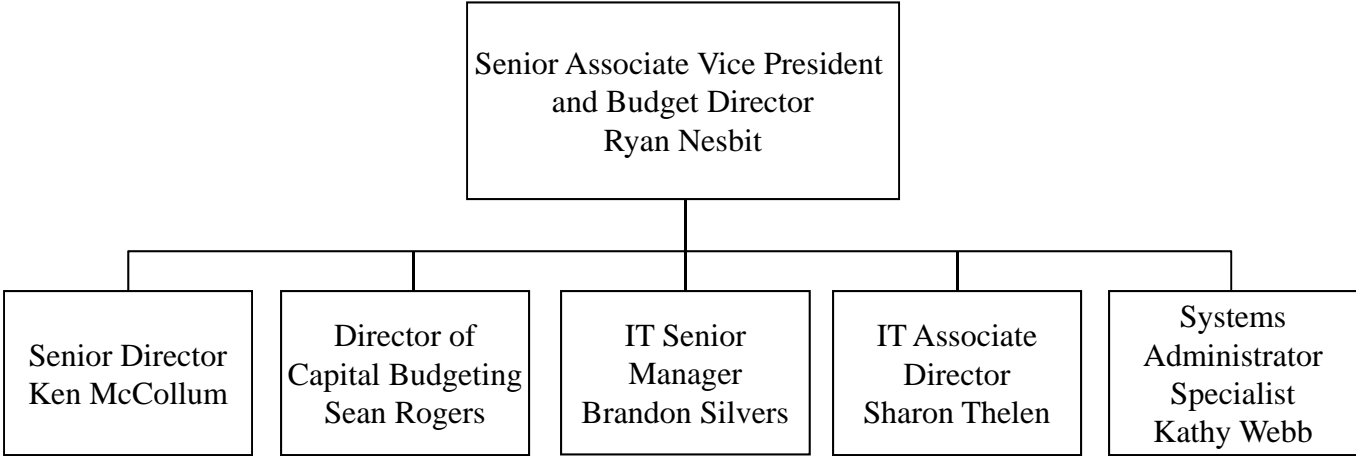 Senior Associate Vice President
and Budget Director
Ryan Nesbit
Senior Director
Ken McCollum
Director of
Capital Budgeting
Sean Rogers
IT Senior
Manager
Brandon Silvers
IT Associate
Director
Sharon Thelen
Systems
Administrator
Specialist
Kathy Webb